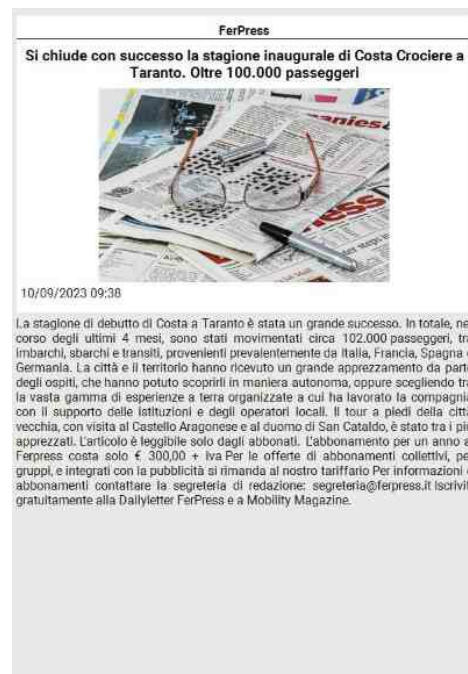 FerPress
Si chiude con successo la stagione inaugurale di Costa Crociere a
Taranto. Oltre 100.000 passeggeri
anies
ess
10/09/2023 09:38
La stagione di debutto di Costa a Taranto è stata un grande successo. In totale, ne
corso degli ultimi 4 mesi, sono stati movimentati circa 102.000 passeggeri, tra
imbarchi, sbarchi e transiti, provenienti prevalentemente da Italia, Francia, Spagna e
Germania. La città e il territorio hanno ricevuto un grande apprezzamento da parte
degli ospiti, che hanno potuto scoprirli in maniera autonoma, oppure scegliendo tra
la vasta gamma di esperienze a terra organizzate a cui ha lavorato la compagnia
con il supporto delle istituzioni e degli operatori locali. Il tour a piedi della città
vecchia, con visita al Castello Aragonese e al duomo di San Cataldo, è stato tra i più
apprezzati. L'articolo è leggibile solo dagli abbonati. L'abbonamento per un anno a
Ferpress costa solo € 300,00 + iva Per le offerte di abbonamenti collettivi, pe
gruppi, e integrati con la pubblicità si rimanda al nostro tariffario Per informazioni e
abbonamenti contattare la segreteria di redazione: segreteria@ferpress.it Iscrivit
gratuitamente alla Dailyletter FerPress e a Mobility Magazine.